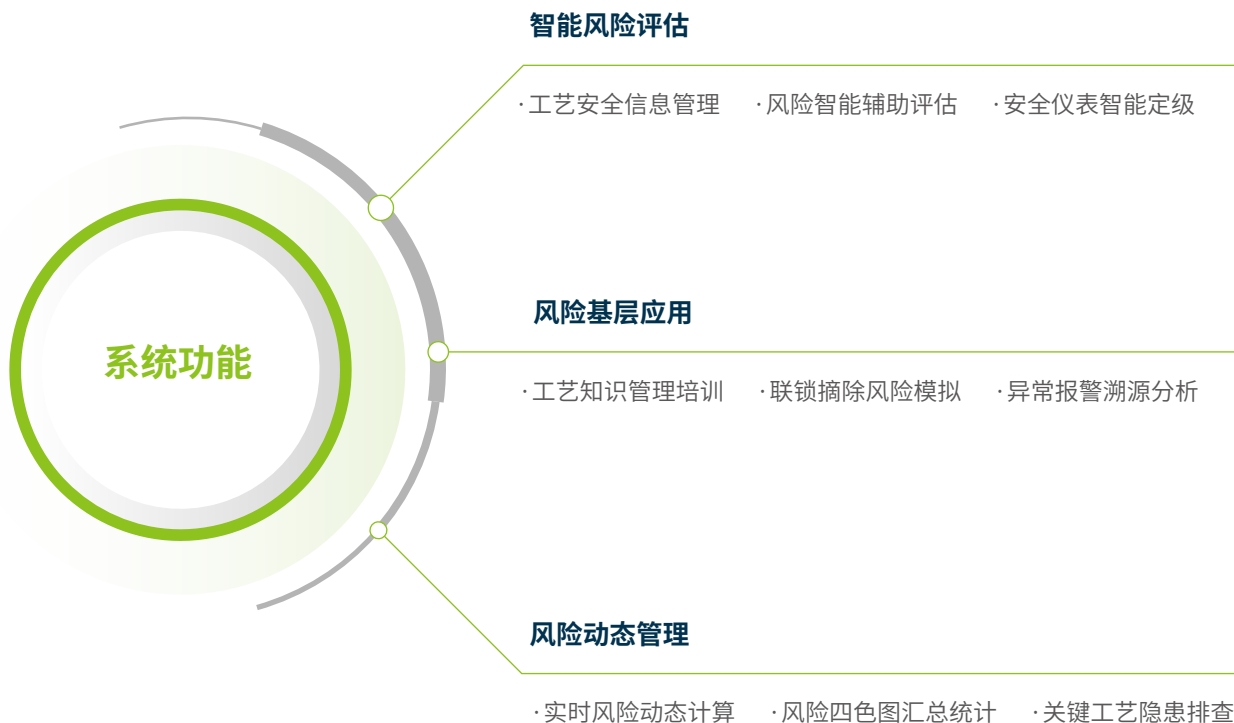 智能风险评估
·工艺安全信息管理 ·风险智能辅助评估 ·安全仪表智能定级
系统功能
风险基层应用
·工艺知识管理培训 ·联锁摘除风险模拟 ·异常报警溯源分析
风险动态管理
·实时风险动态计算 ·风险四色图汇总统计 ·关键工艺隐患排查